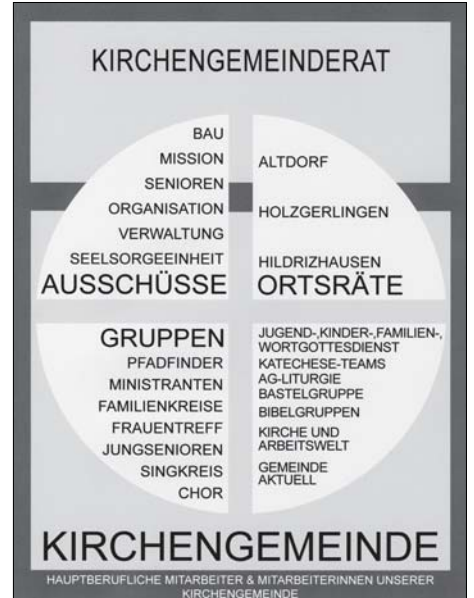 KIRCHENGEMEINDERAT
BAU
MISSION
SENIOREN
ORGANISATION
VERWALTUNG
SEELSORGEEINHEIT
AUSSCHÜSSE
ALTDORF
HOLZGERLINGEN
HILDRIZHAUSEN
ORTSRÄTE
GRUPPEN
PFADFINDER
MINISTRANTEN
FAMILIENKREISE
FRAUENTREFF
JUNGSENIOREN
SINGKREIS
CHOR
JUGEND-,KINDER-,FAMILIEN-,
WORTGOTTESDIENST
KATECHESE-TEAMS
AG-LITURGIE
BASTELGRUPPE
BIBELGRUPPEN
KIRCHE UND
ARBEITSWELT
GEMEINDE
AKTUELL
KIRCHENGEMEINDE
HAUPTBERUFLICHE MITARBEITER & MITARBEITERINNEN UNSERER
KIRCHENGEMEINDE